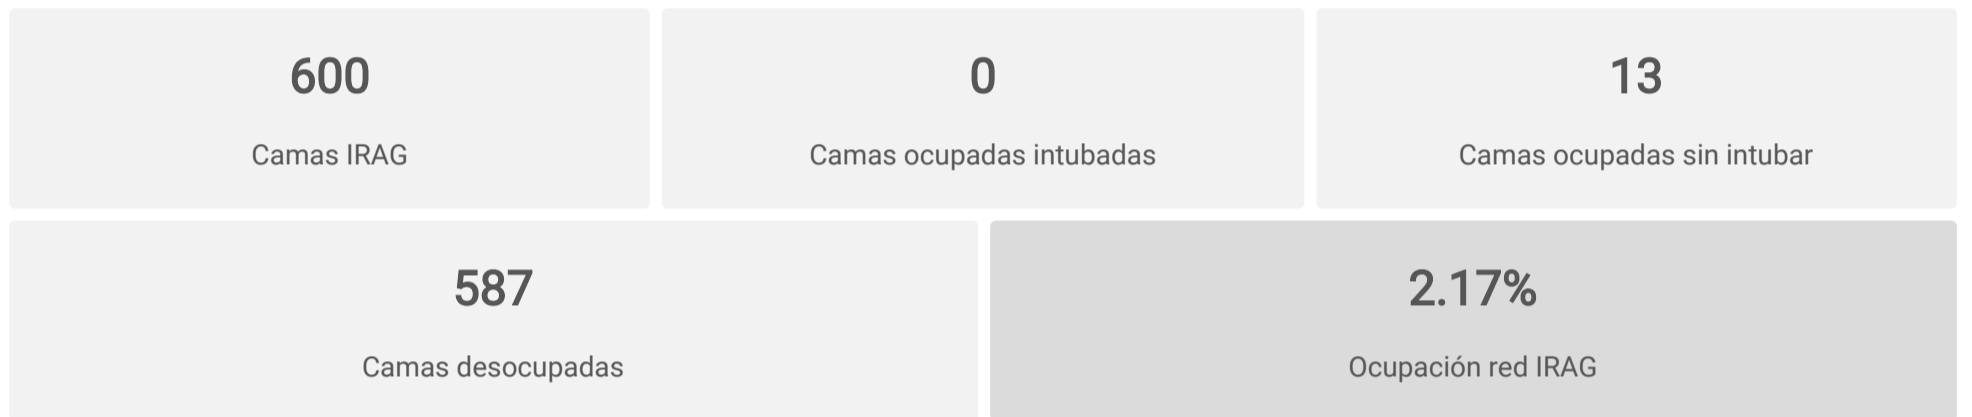 600
Camas IRAG
0
Camas ocupadas intubadas
13
Camas ocupadas sin intubar
587
Camas desocupadas
2.17%
Ocupación red IRAG